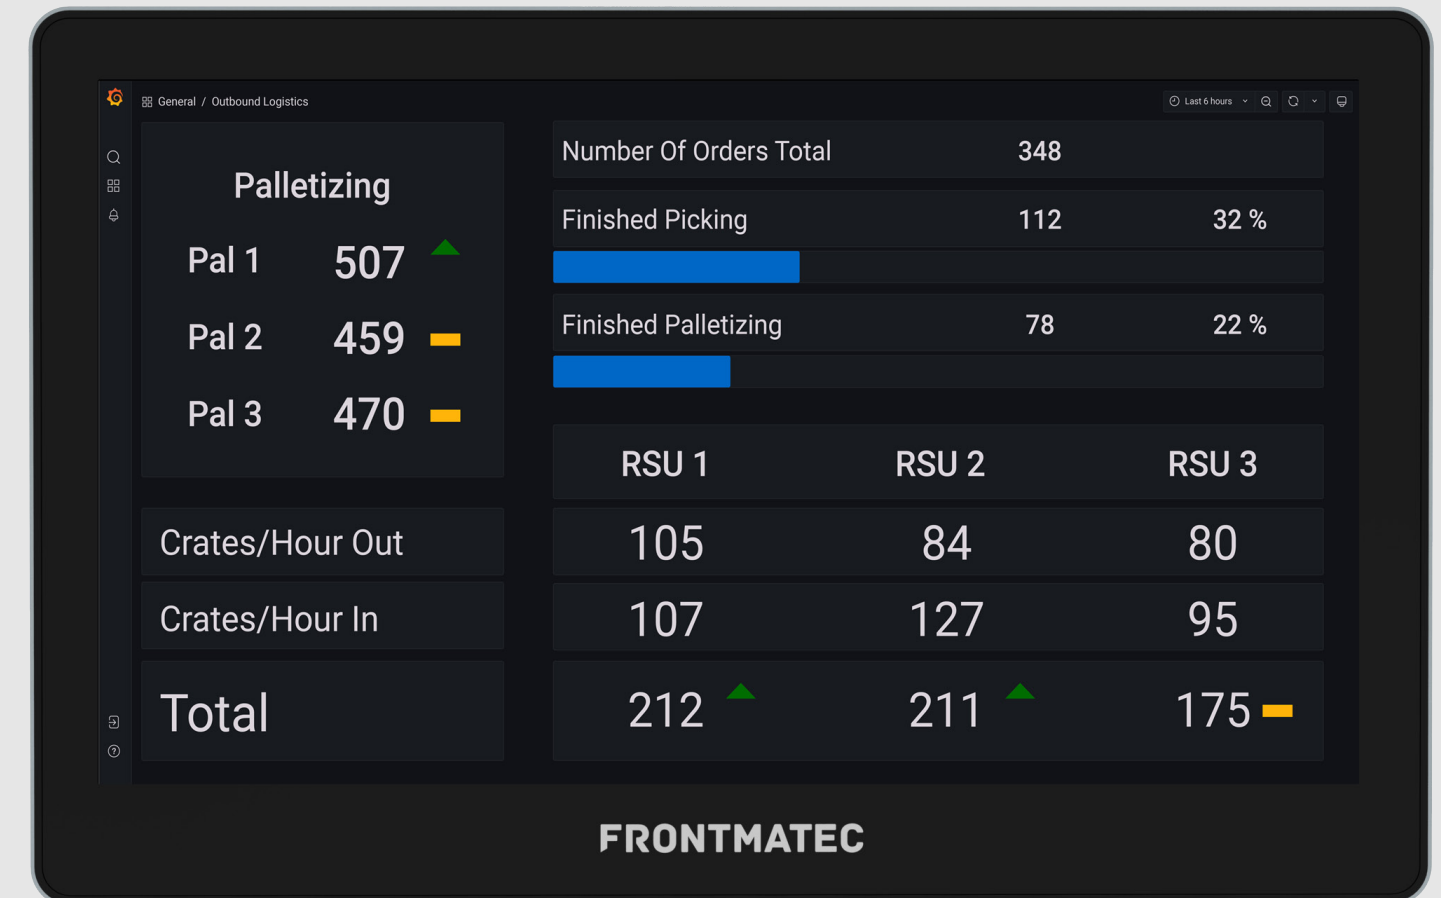 General / Outbound Logistics
Last 6 hours
Palletizing
Pal 1 507
Pal 2 459
Pal 3 470
Number Of Orders Total 348
Finished Picking 112 32 %
Finished Palletizing 78 22 %
RSU 1 RSU 2 RSU 3
Crates/Hour Out 105 84 80
Crates/Hour In 107 127 95
Total 212 211 175
FRONTMATEC